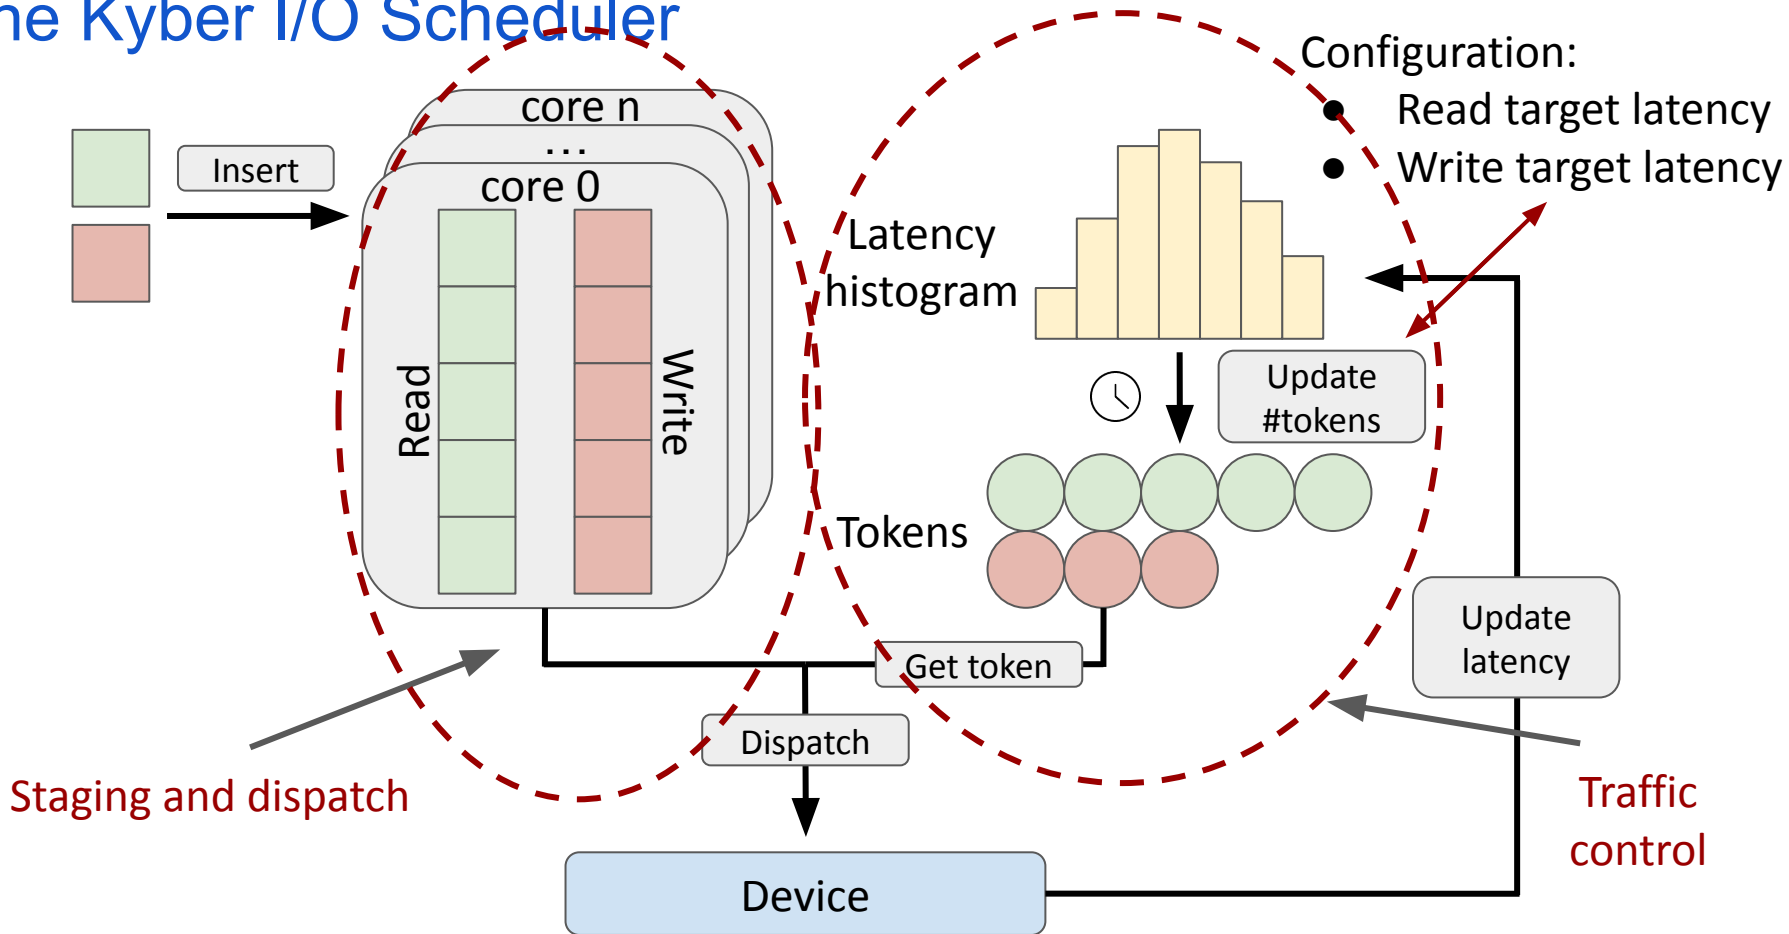 he Kyber I/O Scheduler
Configuration:
● Read target latency
● Write target latency
core n
...
core 0
Insert
Read
Write
Latency
histogram
Update
#tokens
Tokens
Get token
Update
latency
Dispatch
Staging and dispatch
Traffic
control
Device